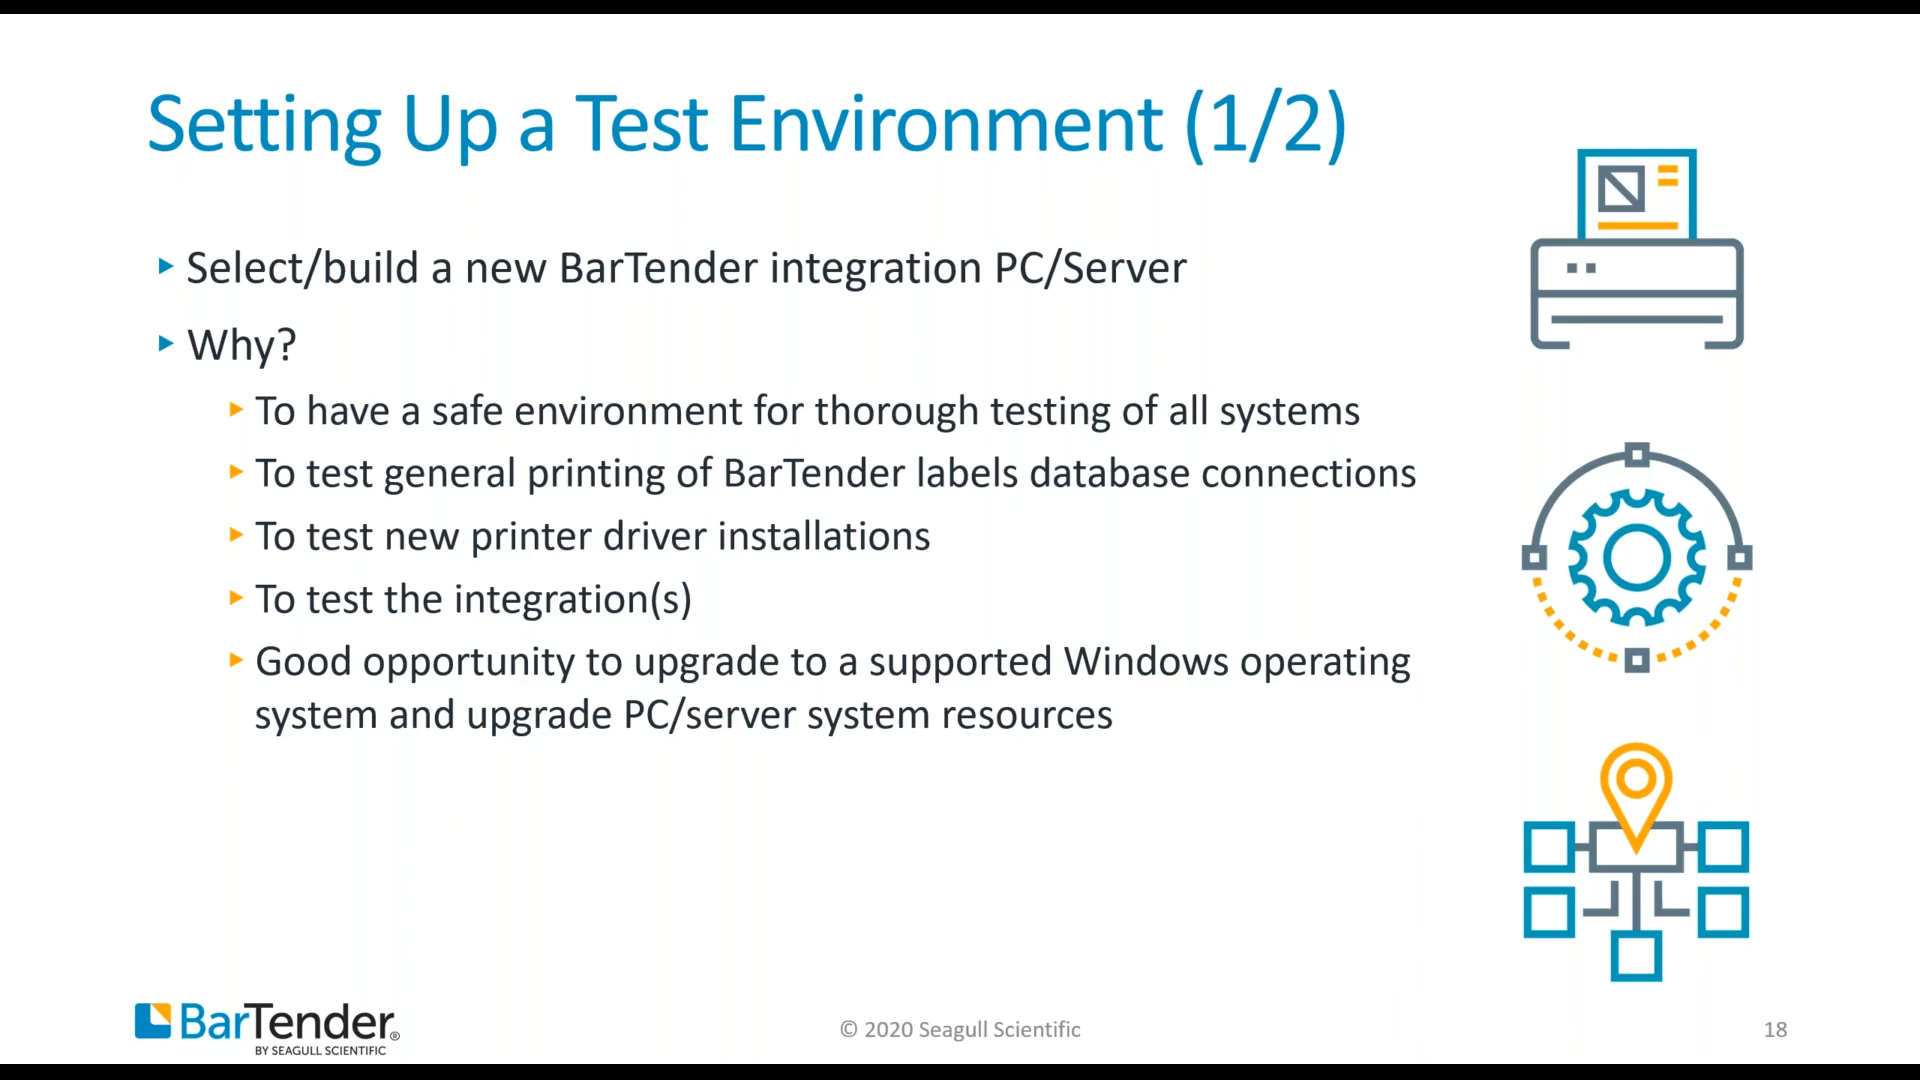 Setting Up a Test Environment (1/2)
Select/build a new BarTender integration PC/Server
Why?
To have a safe environment for thorough testing of all systems
To test general printing of BarTender labels database connections
To test new printer driver installations
To test the integration(s)
Good opportunity to upgrade to a supported Windows operating
system and upgrade PC/server system resources
BarTender®
BY SEAGULL SCIENTIFIC
© 2020 Seagull Scientific
18